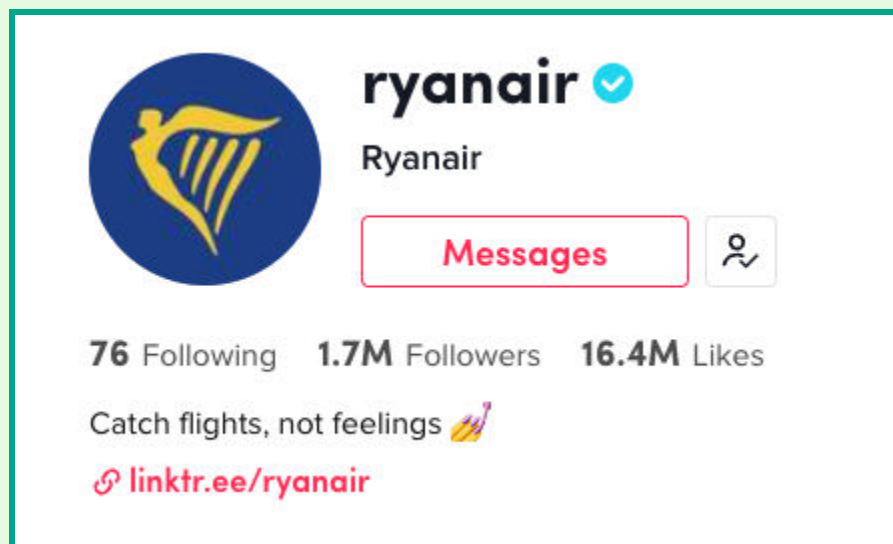 ryanair
Ryanair
Messages
76 Following 1.7M Followers 16.4M Likes
Catch flights, not feelings 💅
linktr.ee/ryanair